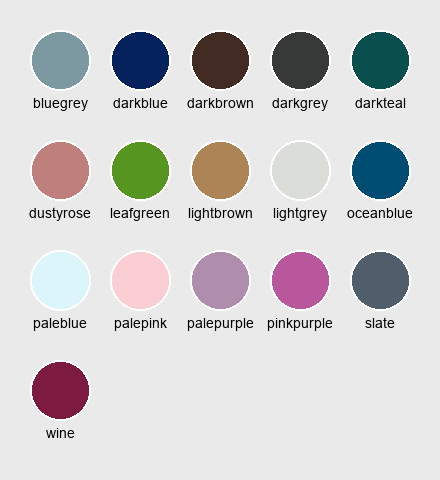 bluegrey darkblue darkbrown darkgrey darkteal
dustyrose leafgreen lightbrown lightgrey oceanblue
paleblue palepink palepurple pinkpurple slate
wine